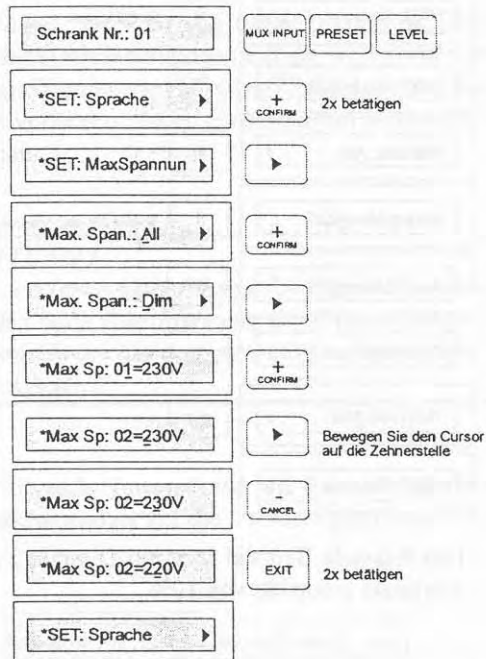 Schrank Nr.: 01
MUX INPUT PRESET LEVEL
*SET: Sprache
+ CONFIRM
2x betätigen
*SET: MaxSpannun
*Max. Span.: All
+ CONFIRM
*Max. Span.: Dim
*Max Sp: 01=230V
+ CONFIRM
*Max Sp: 02=230V
Bewegen Sie den Cursor
auf die Zehnerstelle
*Max Sp: 02=230V
- CANCEL
*Max Sp: 02=220V
EXIT
2x betätigen
*SET: Sprache